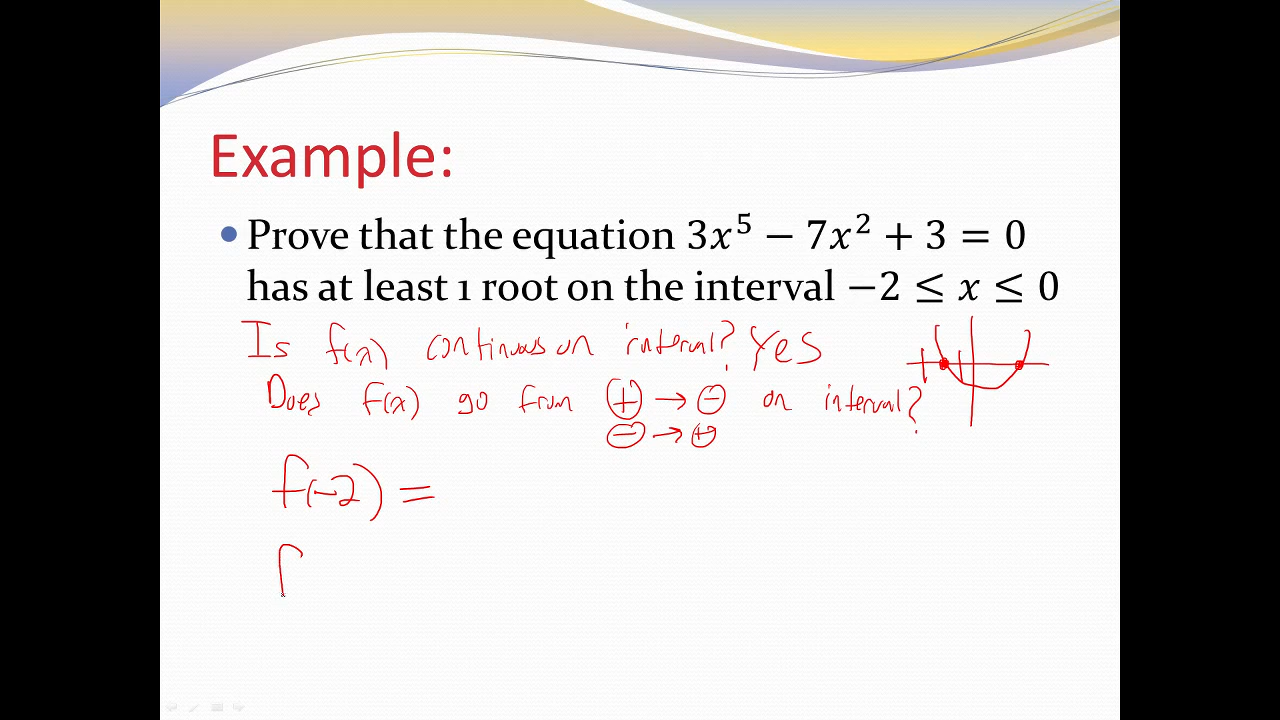 Example:
• Prove that the equation 3x⁵ − 7x² + 3 = 0
has at least 1 root on the interval −2 ≤ x ≤ 0
Is f(x) continuous on interval? Yes
Does f(x) go from + → − on interval?
− → +
f(-2) =
f